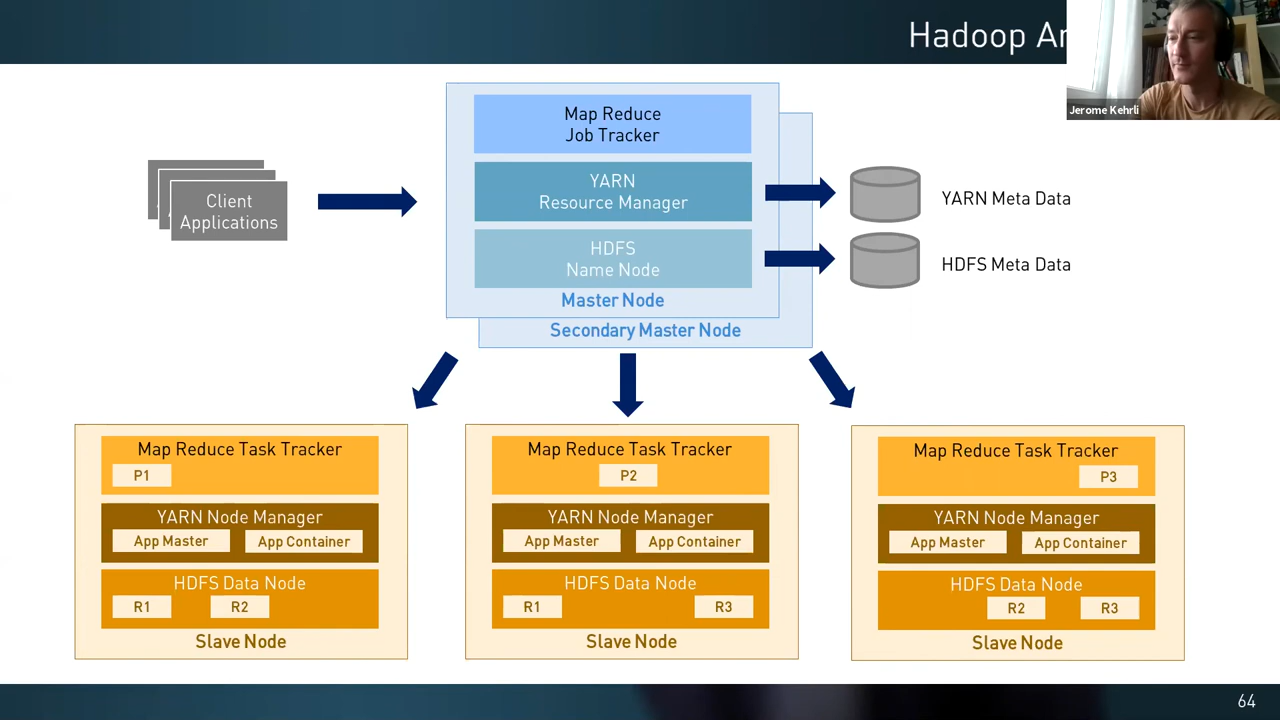 Hadoop
Jerome Kehrli
Map Reduce
Job Tracker
YARN
Resource Manager
HDFS
Name Node
Master Node
Secondary Master Node
Client
Applications
YARN Meta Data
HDFS Meta Data
Map Reduce Task Tracker
P1
YARN Node Manager
App Master App Container
HDFS Data Node
R1 R2
Slave Node
Map Reduce Task Tracker
P2
YARN Node Manager
App Master App Container
HDFS Data Node
R1 R3
Slave Node
Map Reduce Task Tracker
P3
YARN Node Manager
App Master App Container
HDFS Data Node
R2 R3
Slave Node
64